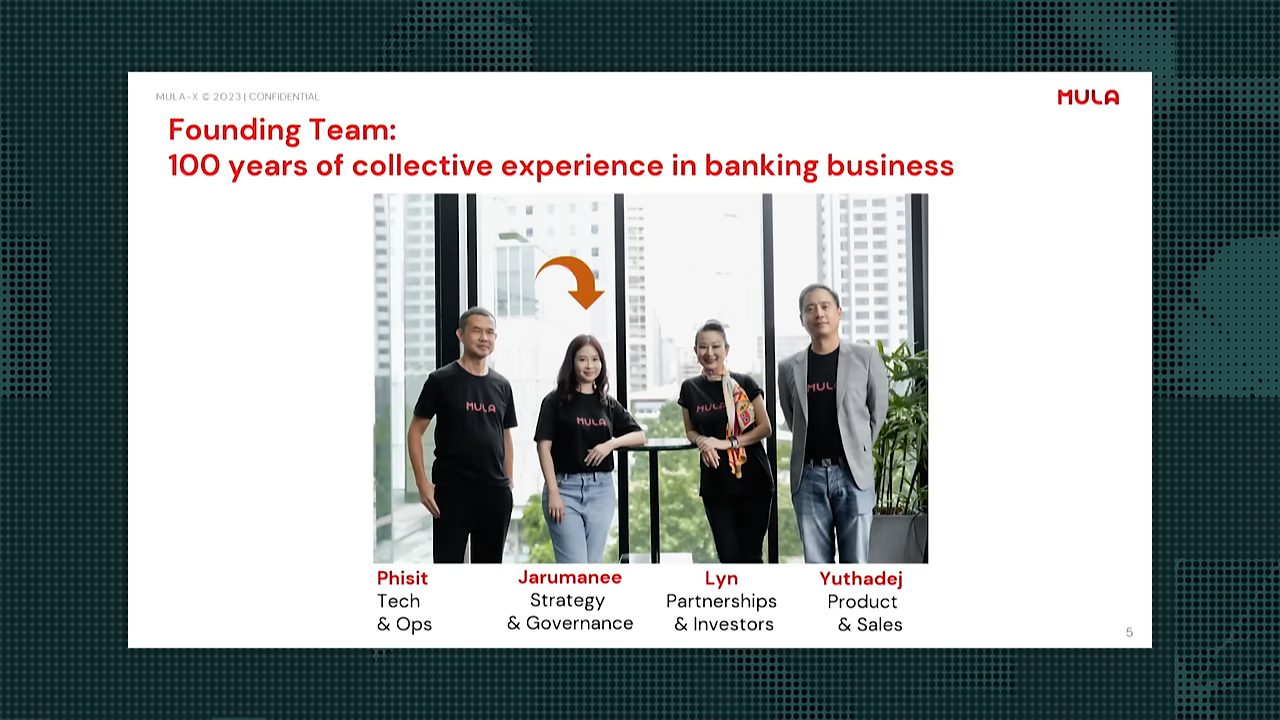 MULA-X © 2023 | CONFIDENTIAL
MULA
Founding Team:
100 years of collective experience in banking business
MULA
MULA
MULA
MUL
Phisit
Tech
& Ops
Jarumanee
Strategy
& Governance
Lyn
Partnerships
& Investors
Yuthadej
Product
& Sales
5